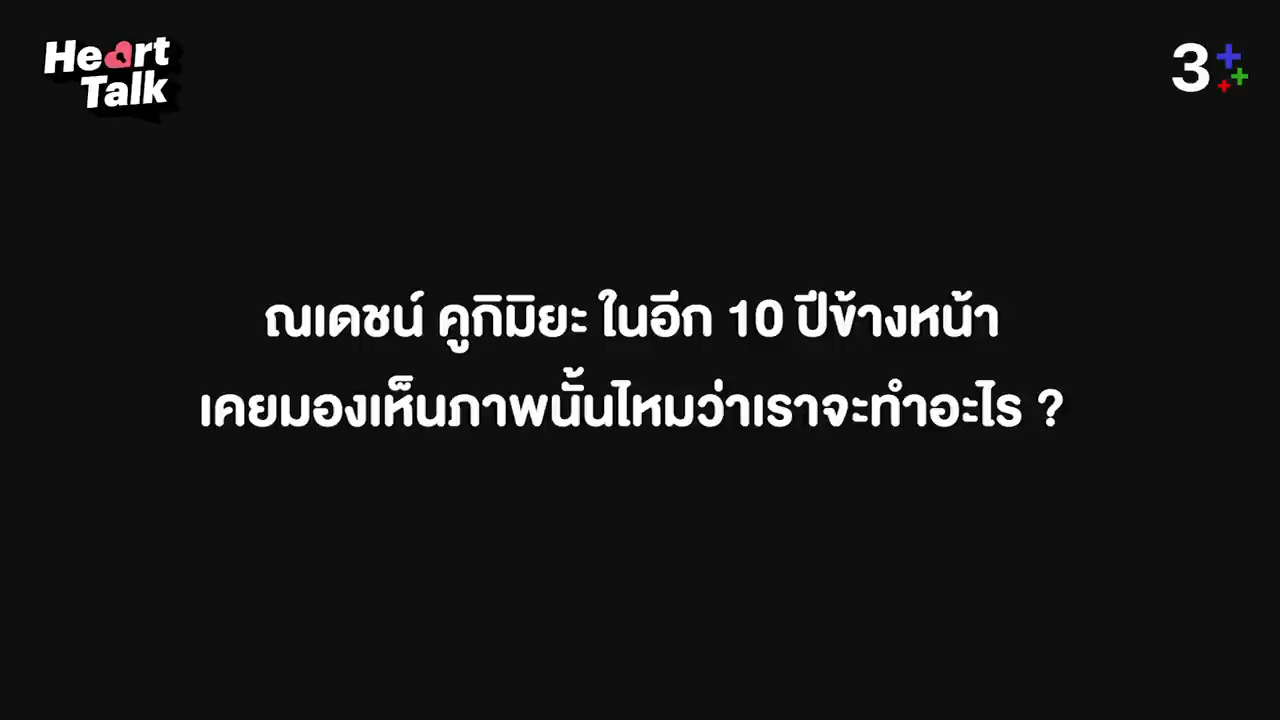 Heart
Talk
3
ณเดชน์ คูกิมิยะ ในอีก 10 ปีข้างหน้า
เคยมองเห็นภาพนั้นไหมว่าเราจะทำอะไร ?